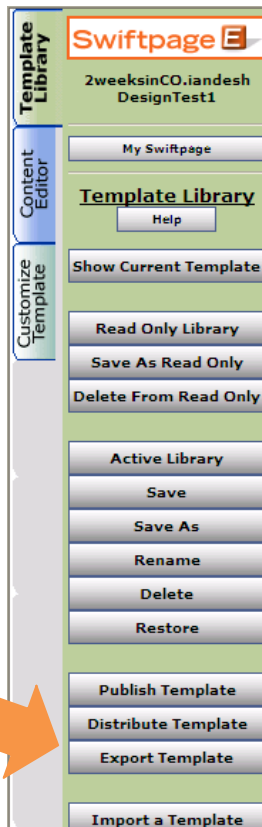 Template
Library
Content
Editor
Customize
Template
Swiftpage E
2weeksinCO.iandesh
DesignTest1
My Swiftpage
Template Library
Help
Show Current Template
Read Only Library
Save As Read Only
Delete From Read Only
Active Library
Save
Save As
Rename
Delete
Restore
Publish Template
Distribute Template
Export Template
Import a Template